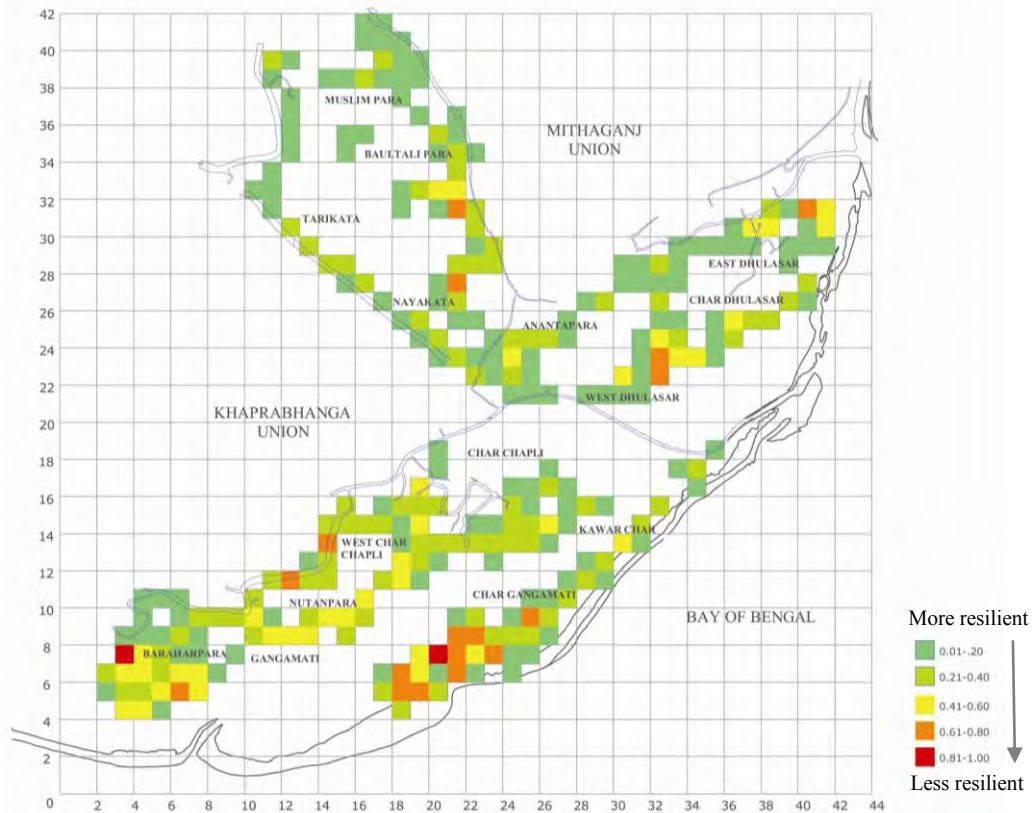 42
40
38
36
34
32
30
28
26
24
22
20
18
16
14
12
10
8
6
4
2
0
2 4 6 8 10 12 14 16 18 20 22 24 26 28 30 32 34 36 38 40 42 44
MUSLIM PARA
BAULTALI PARA
MITHAGANJ
UNION
TARIKATA
EAST DHULASAR
NAYAKATA
CHAR DHULASAR
ANANTAPARA
WEST DHULASAR
KHAPRABHANGA
UNION
CHAR CHAPLI
KAWAR CHAR
WEST CHAR
CHAPLI
NUTANPARA
CHAR GANGAMATI
BAY OF BENGAL
BARAHARPARA
GANGAMATI
More resilient
0.01-.20
0.21-0.40
0.41-0.60
0.61-0.80
0.81-1.00
Less resilient